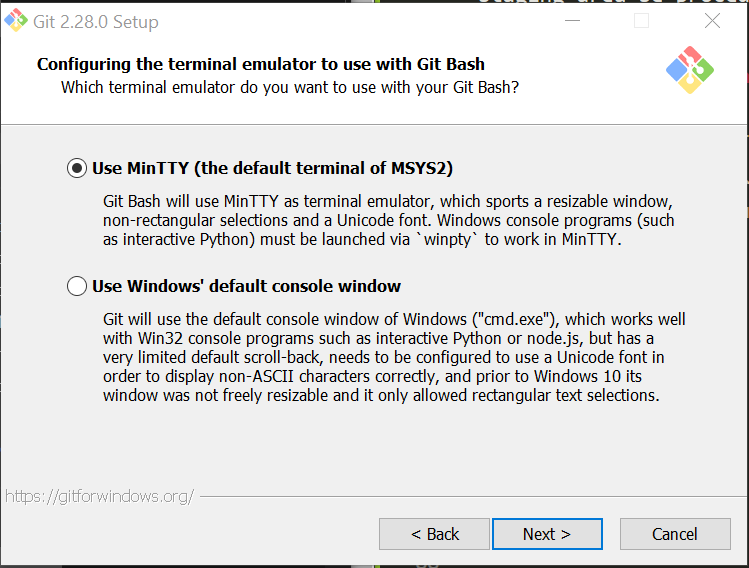 Git 2.28.0 Setup
Configuring the terminal emulator to use with Git Bash
Which terminal emulator do you want to use with your Git Bash?
Use MinTTY (the default terminal of MSYS2)
Git Bash will use MinTTY as terminal emulator, which sports a resizable window,
non-rectangular selections and a Unicode font. Windows console programs (such
as interactive Python) must be launched via `winpty` to work in MinTTY.
Use Windows' default console window
Git will use the default console window of Windows ("cmd.exe"), which works well
with Win32 console programs such as interactive Python or node.js, but has a
very limited default scroll-back, needs to be configured to use a Unicode font in
order to display non-ASCII characters correctly, and prior to Windows 10 its
window was not freely resizable and it only allowed rectangular text selections.
https://gitforwindows.org/
< Back
Next >
Cancel